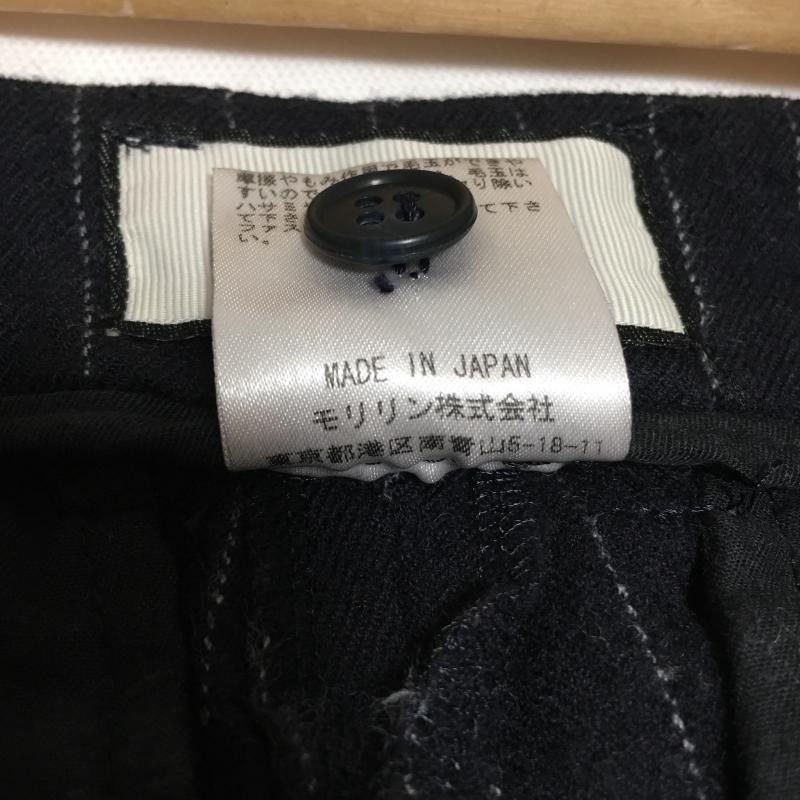 摩擦やもみ作用で毛玉ができや
すいので 毛玉は
ハサ り除い
て下さ
とう
い。
MADE IN JAPAN
モリリン株式会社
東京都港区南青山5-18-11